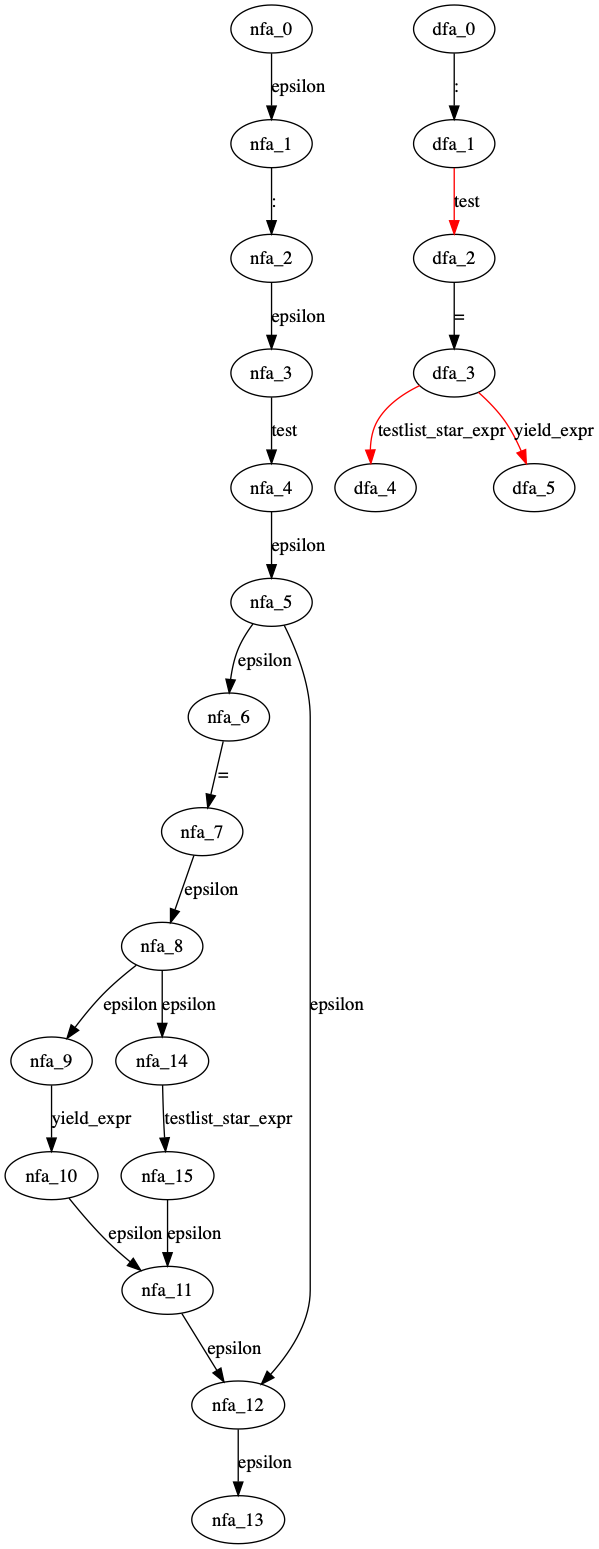 nfa_0
epsilon
nfa_1
:
nfa_2
epsilon
nfa_3
test
nfa_4
epsilon
nfa_5
epsilon
nfa_6
=
nfa_7
epsilon
nfa_8
epsilon
epsilon
epsilon
nfa_9
nfa_14
yield_expr
testlist_star_expr
nfa_10
nfa_15
epsilon
epsilon
nfa_11
epsilon
nfa_12
epsilon
nfa_13
dfa_0
:
dfa_1
test
dfa_2
=
dfa_3
testlist_star_expr
yield_expr
dfa_4
dfa_5